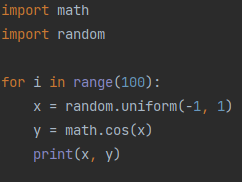 import math
import random

for i in range(100):
    x = random.uniform(-1, 1)
    y = math.cos(x)
    print(x, y)